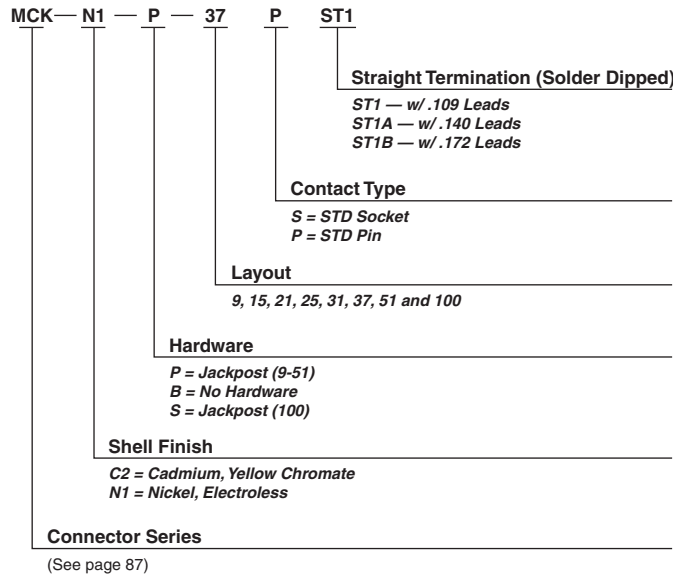 MCK — N1 — P — 37 P ST1
Straight Termination (Solder Dipped)
ST1 — w/ .109 Leads
ST1A — w/ .140 Leads
ST1B — w/ .172 Leads
Contact Type
S = STD Socket
P = STD Pin
Layout
9, 15, 21, 25, 31, 37, 51 and 100
Hardware
P = Jackpost (9-51)
B = No Hardware
S = Jackpost (100)
Shell Finish
C2 = Cadmium, Yellow Chromate
N1 = Nickel, Electroless
Connector Series
(See page 87)